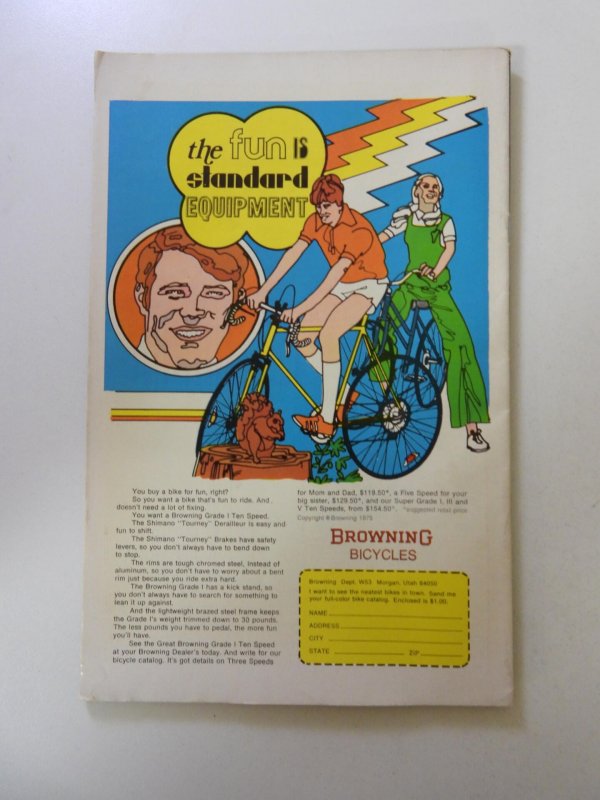 the fun IS
standard
EQUIPMENT
You buy a bike for fun, right?
So you want a bike that's fun to ride. And
doesn't need a lot of fixing.
You want a Browning Grade I Ten Speed.
The Shimano "Tourney" Derailleur is easy and
fun to shift.
The Shimano "Tourney" Brakes have safety
levers, so you don't always have to bend down
to stop.
The rims are tough chromed steel, instead of
aluminum, so you don't have to worry about a bent
rim just because you ride extra hard.
The Browning Grade I has a kick stand, so
you don't always have to search for something to
lean it up against.
And the lightweight brazed steel frame keeps
the Grade I's weight trimmed down to 30 pounds.
The less pounds you have to pedal, the more fun
you'll have.
See the Great Browning Grade I Ten Speed
at your Browning Dealer's today. And write for our
bicycle catalog. It's got details on Three Speeds
for Mom and Dad, $119.50*, a Five Speed for your
big sister, $129.50*, and our Super Grade I, III and
V Ten Speeds, from $154.50*. *suggested retail price
Copyright © Browning 1975
BROWNING
BICYCLES
Browning Dept. W53 Morgan, Utah 84050
I want to see the neatest bikes in town. Send me
your full-color bike catalog. Enclosed is $1.00.
NAME
ADDRESS
CITY
STATE ZIP